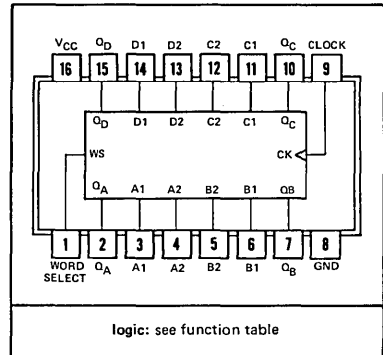 VCC QD D1 D2 C2 C1 QC CLOCK
16 15 14 13 12 11 10 9
QD D1 D2 C2 C1 QC
WS CK
QA A1 A2 B2 B1 QB
1 2 3 4 5 6 7 8
WORD SELECT QA A1 A2 B2 B1 QB GND
logic: see function table